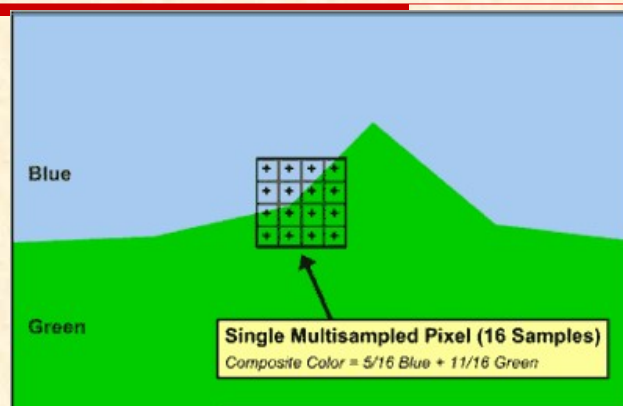 Blue
Green
Single Multisampled Pixel (16 Samples)
Composite Color = 5/16 Blue + 11/16 Green